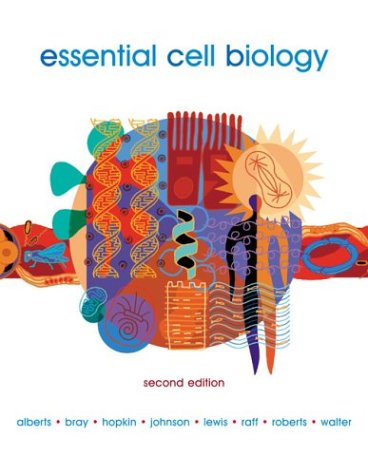 essential cell biology
second edition
alberts • bray • hopkin • johnson • lewis • raff • roberts • walter